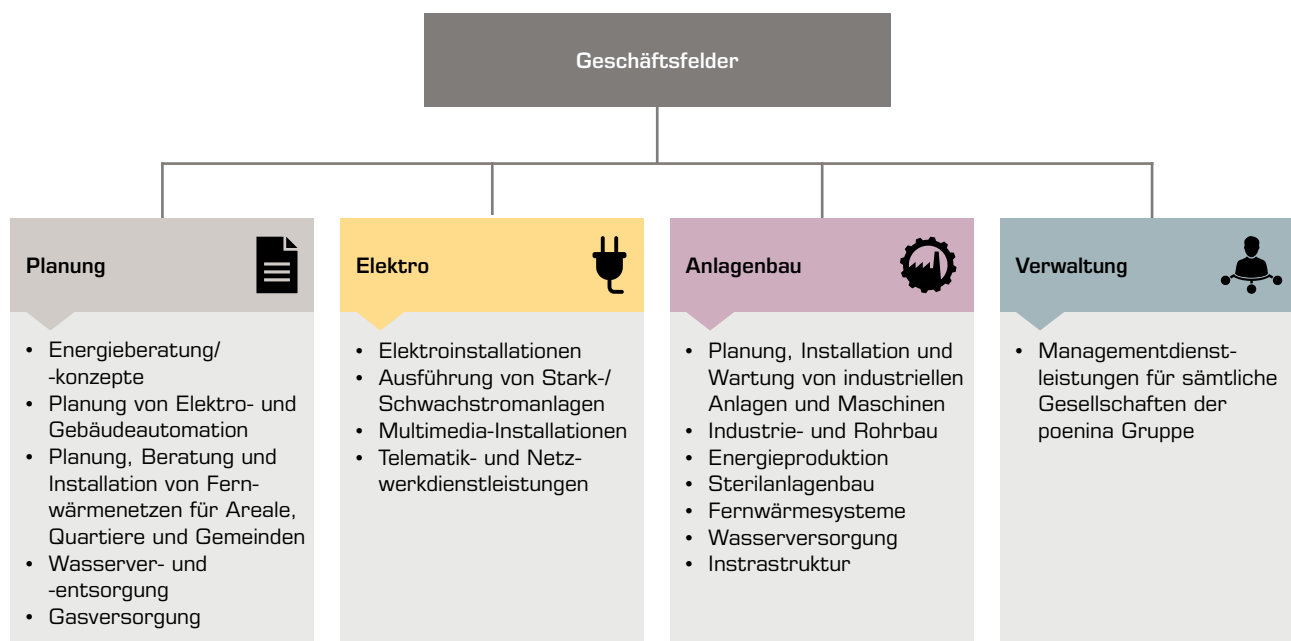 Geschäftsfelder
Planung
• Energieberatung/
-konzepte
• Planung von Elektro- und
Gebäudeautomation
• Planung, Beratung und
Installation von Fern-
wärmenetzen für Areale,
Quartiere und Gemeinden
• Wasserver- und
-entsorgung
• Gasversorgung
Elektro
• Elektroinstallationen
• Ausführung von Stark-/
Schwachstromanlagen
• Multimedia-Installationen
• Telematik- und Netz-
werkdienstleistungen
Anlagenbau
• Planung, Installation und
Wartung von industriellen
Anlagen und Maschinen
• Industrie- und Rohrbau
• Energieproduktion
• Sterilanlagenbau
• Fernwärmesysteme
• Wasserversorgung
• Instrastruktur
Verwaltung
• Managementdienst-
leistungen für sämtliche
Gesellschaften der
poenina Gruppe